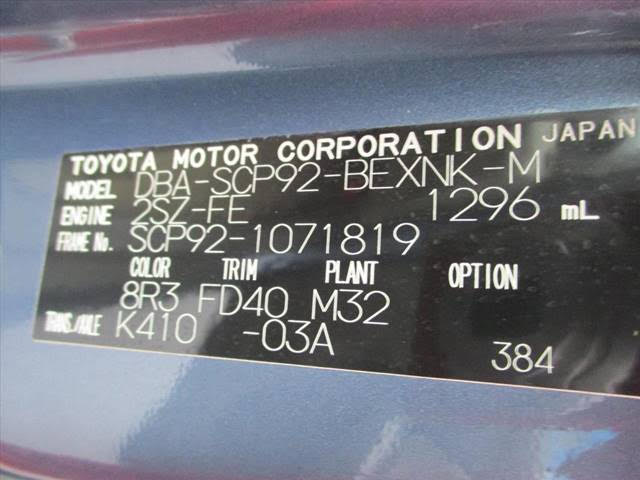 TOYOTA MOTOR CORPORATION JAPAN
MODEL DBA-SCP92-BEXNK-M
ENGINE 2SZ-FE 1296 mL
FRAME No. SCP92-1071819
COLOR TRIM PLANT OPTION
8R3 FD40 M32
TRANS./AXLE K410 -03A 384